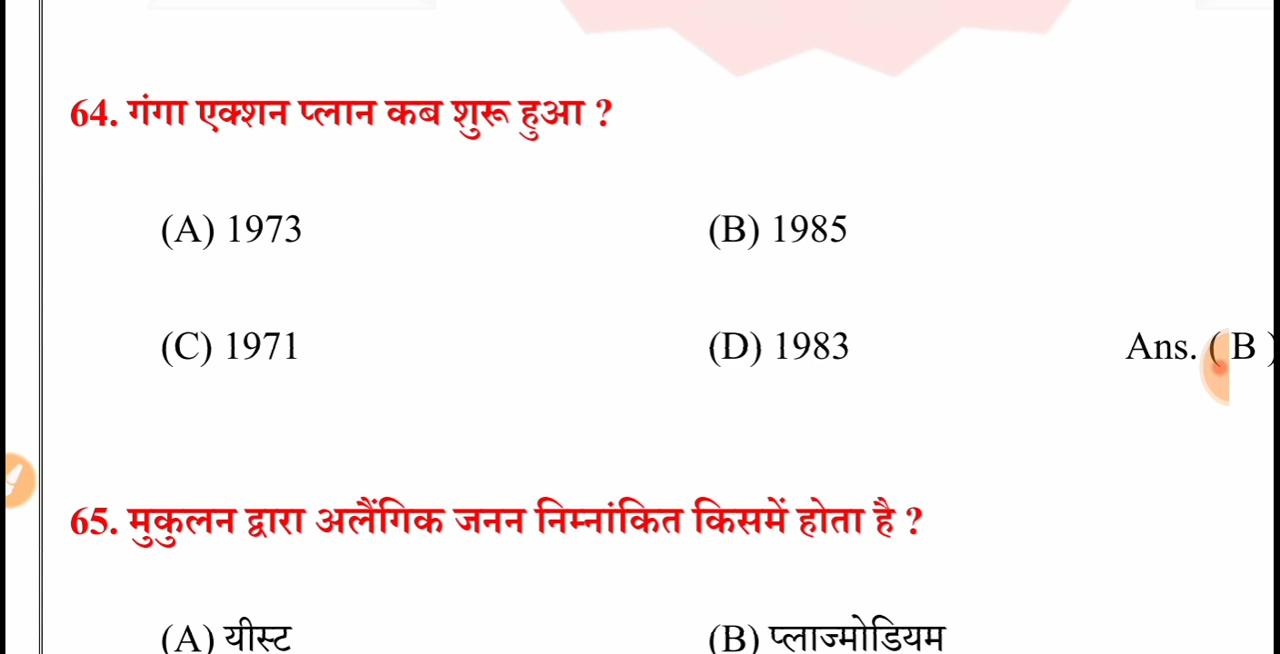 64. गंगा एक्शन प्लान कब शुरू हुआ ?
(A) 1973 (B) 1985
(C) 1971 (D) 1983 Ans. ( B )
65. मुकुलन द्वारा अलैंगिक जनन निम्नांकित किसमें होता है ?
(A) यीस्ट (B) प्लाज्मोडियम